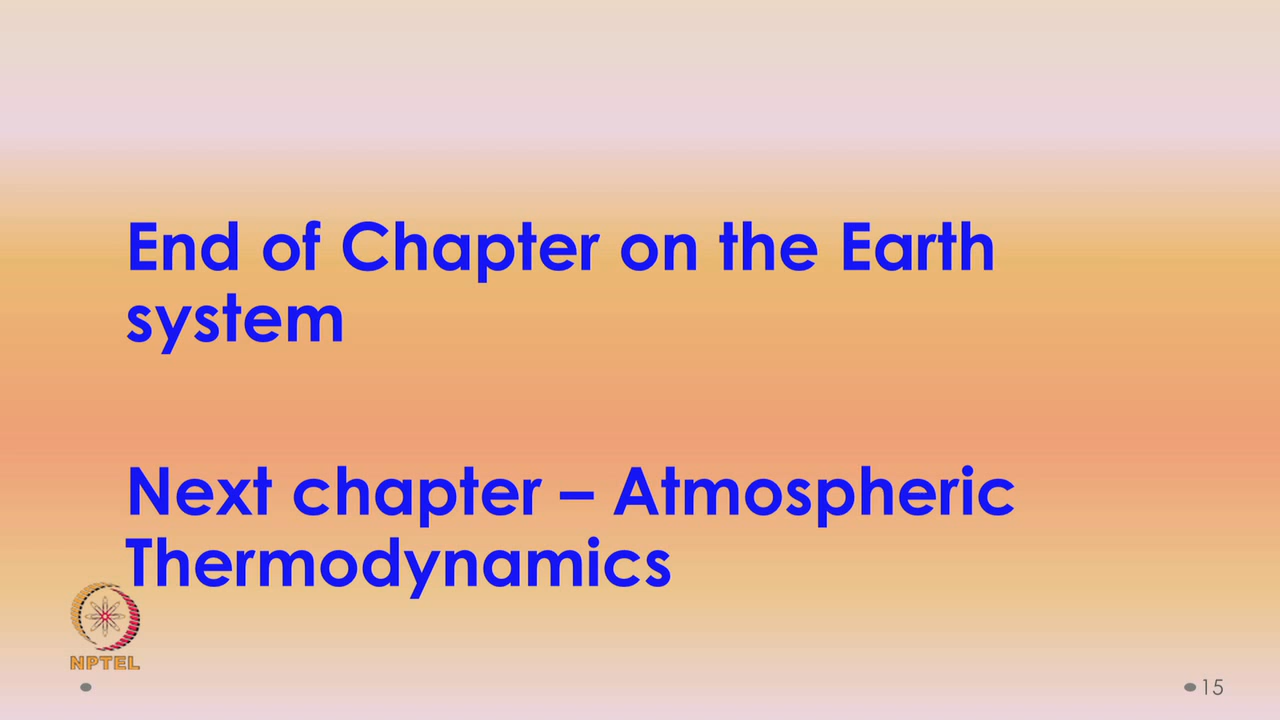 End of Chapter on the Earth
system
Next chapter – Atmospheric
Thermodynamics
NPTEL
15